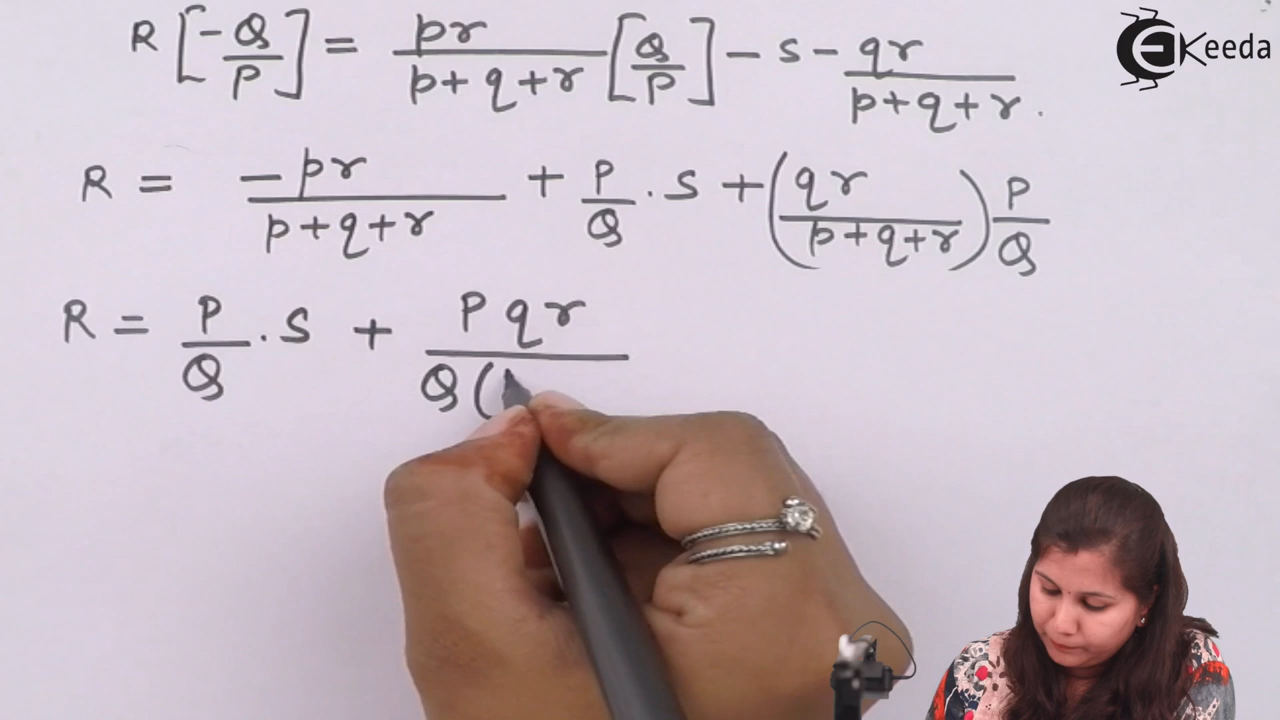 R [-Q/P] = pr/(p+q+r) [Q/P] - s - qr/(p+q+r).
R = -pr/(p+q+r) + P/Q . S + (qr/(p+q+r)) P/Q
R = P/Q . S + Pqr/Q(
EKeeda